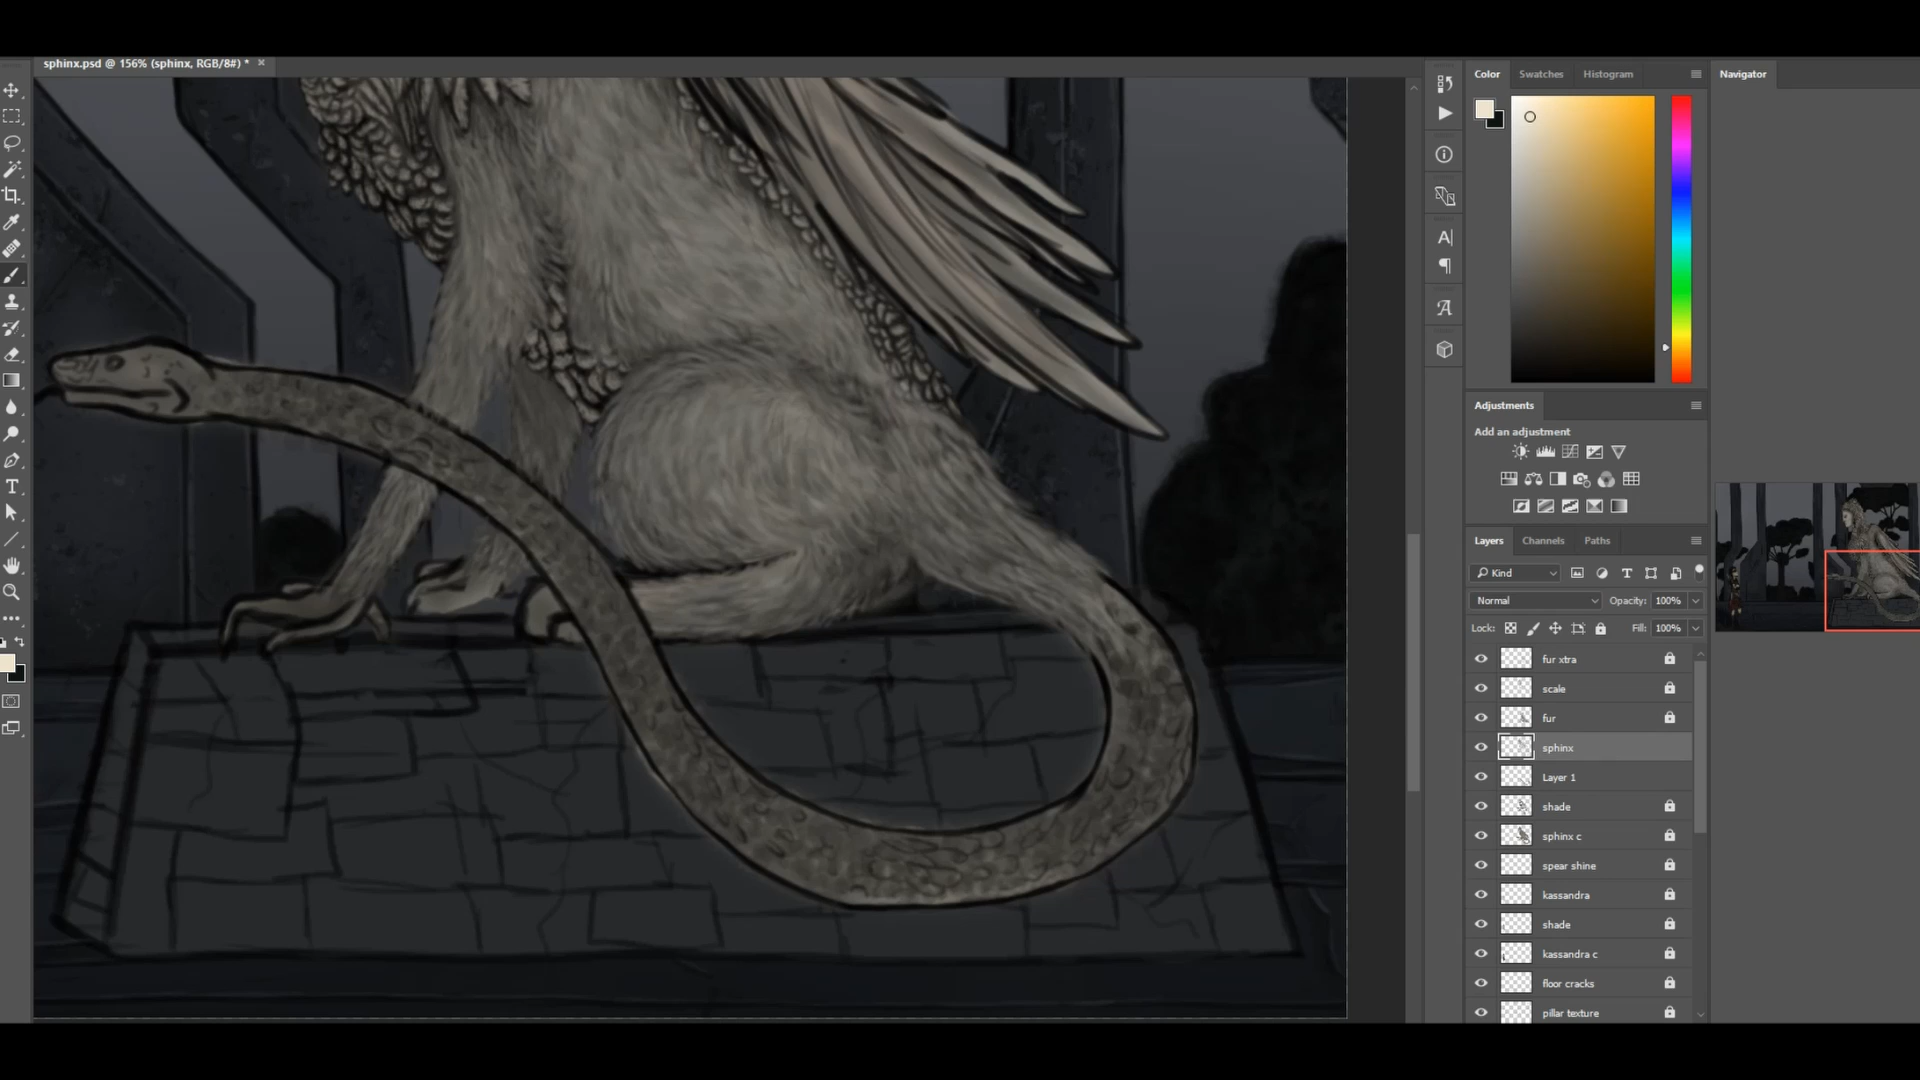 sphinx.psd @ 156% (sphinx, RGB/8#) *
Color Swatches Histogram
Navigator
Adjustments
Add an adjustment
Layers Channels Paths
Kind
Normal Opacity: 100%
Lock: Fill: 100%
fur xtra
scale
fur
sphinx
Layer 1
shade
sphinx c
spear shine
kassandra
shade
kassandra c
floor cracks
pillar texture